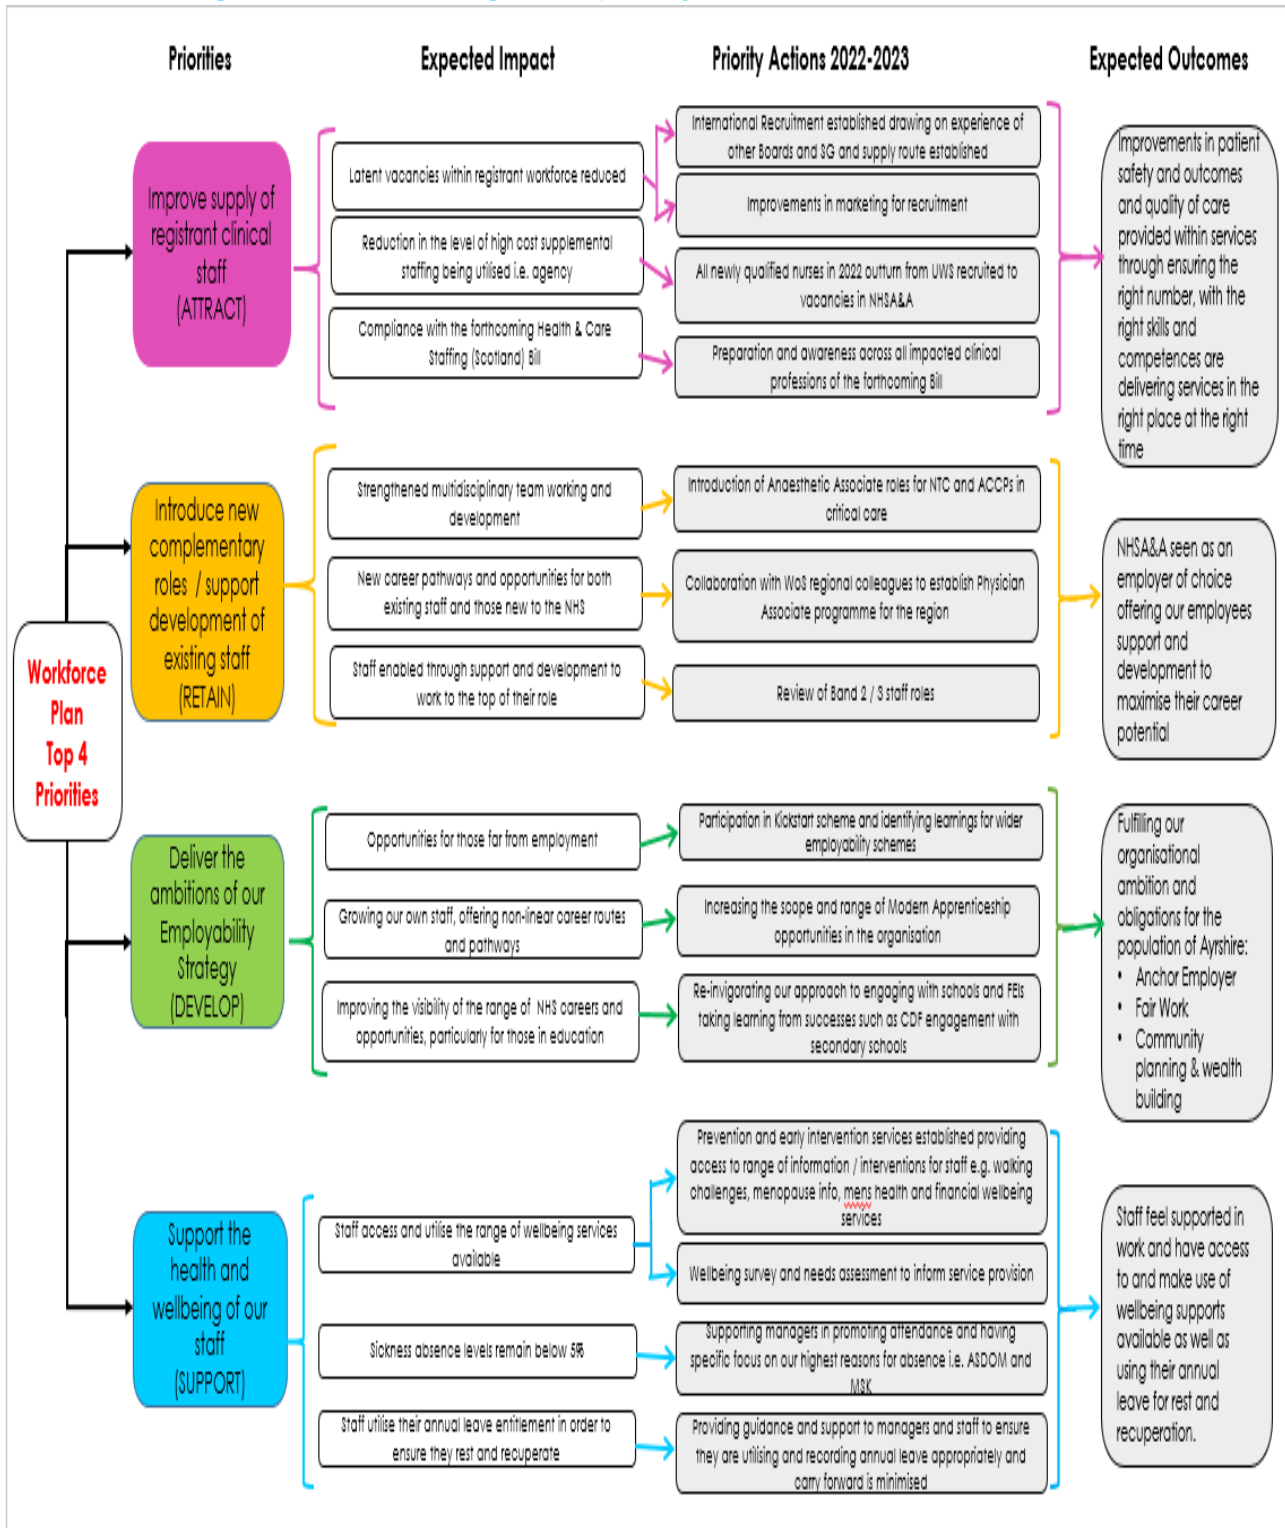 Priorities
Expected Impact
Priority Actions 2022-2023
Expected Outcomes
Workforce
Plan
Top 4
Priorities
Improve supply of
registrant clinical
staff
(ATTRACT)
Latent vacancies within registrant workforce reduced
Reduction in the level of high cost supplemental
staffing being utilised i.e. agency
Compliance with the forthcoming Health & Care
Staffing (Scotland) Bill
International Recruitment established drawing on experience of
other Boards and SG and supply route established
Improvements in marketing for recruitment
All newly qualified nurses in 2022 outturn from UWS recruited to
vacancies in NHSA&A
Preparation and awareness across all impacted clinical
professions of the forthcoming Bill
Improvements in patient
safety and outcomes
and quality of care
provided within services
through ensuring the
right number, with the
right skills and
competences are
delivering services in the
right place at the right
time
Introduce new
complementary
roles / support
development of
existing staff
(RETAIN)
Strengthened multidisciplinary team working and
development
New career pathways and opportunities for both
existing staff and those new to the NHS
Staff enabled through support and development to
work to the top of their role
Introduction of Anaesthetic Associate roles for NTC and ACCPs in
critical care
Collaboration with WoS regional colleagues to establish Physician
Associate programme for the region
Review of Band 2 / 3 staff roles
NHSA&A seen as an
employer of choice
offering our employees
support and
development to
maximise their career
potential
Deliver the
ambitions of our
Employability
Strategy
(DEVELOP)
Opportunities for those far from employment
Growing our own staff, offering non-linear career routes
and pathways
Improving the visibility of the range of NHS careers and
opportunities, particularly for those in education
Participation in Kickstart scheme and identifying learnings for wider
employability schemes
Increasing the scope and range of Modern Apprenticeship
opportunities in the organisation
Re-invigorating our approach to engaging with schools and FEIs
taking learning from successes such as CDF engagement with
secondary schools
Fulfilling our
organisational
ambition and
obligations for the
population of Ayrshire:
• Anchor Employer
• Fair Work
• Community
planning & wealth
building
Support the
health and
wellbeing of our
staff
(SUPPORT)
Staff access and utilise the range of wellbeing services
available
Sickness absence levels remain below 5%
Staff utilise their annual leave entitlement in order to
ensure they rest and recuperate
Prevention and early intervention services established providing
access to range of information / interventions for staff e.g. walking
challenges, menopause info, mens health and financial wellbeing
services
Wellbeing survey and needs assessment to inform service provision
Supporting managers in promoting attendance and having
specific focus on our highest reasons for absence i.e. ASDOM and
MSK
Providing guidance and support to managers and staff to ensure
they are utilising and recording annual leave appropriately and
carry forward is minimised
Staff feel supported in
work and have access
to and make use of
wellbeing supports
available as well as
using their annual
leave for rest and
recuperation.